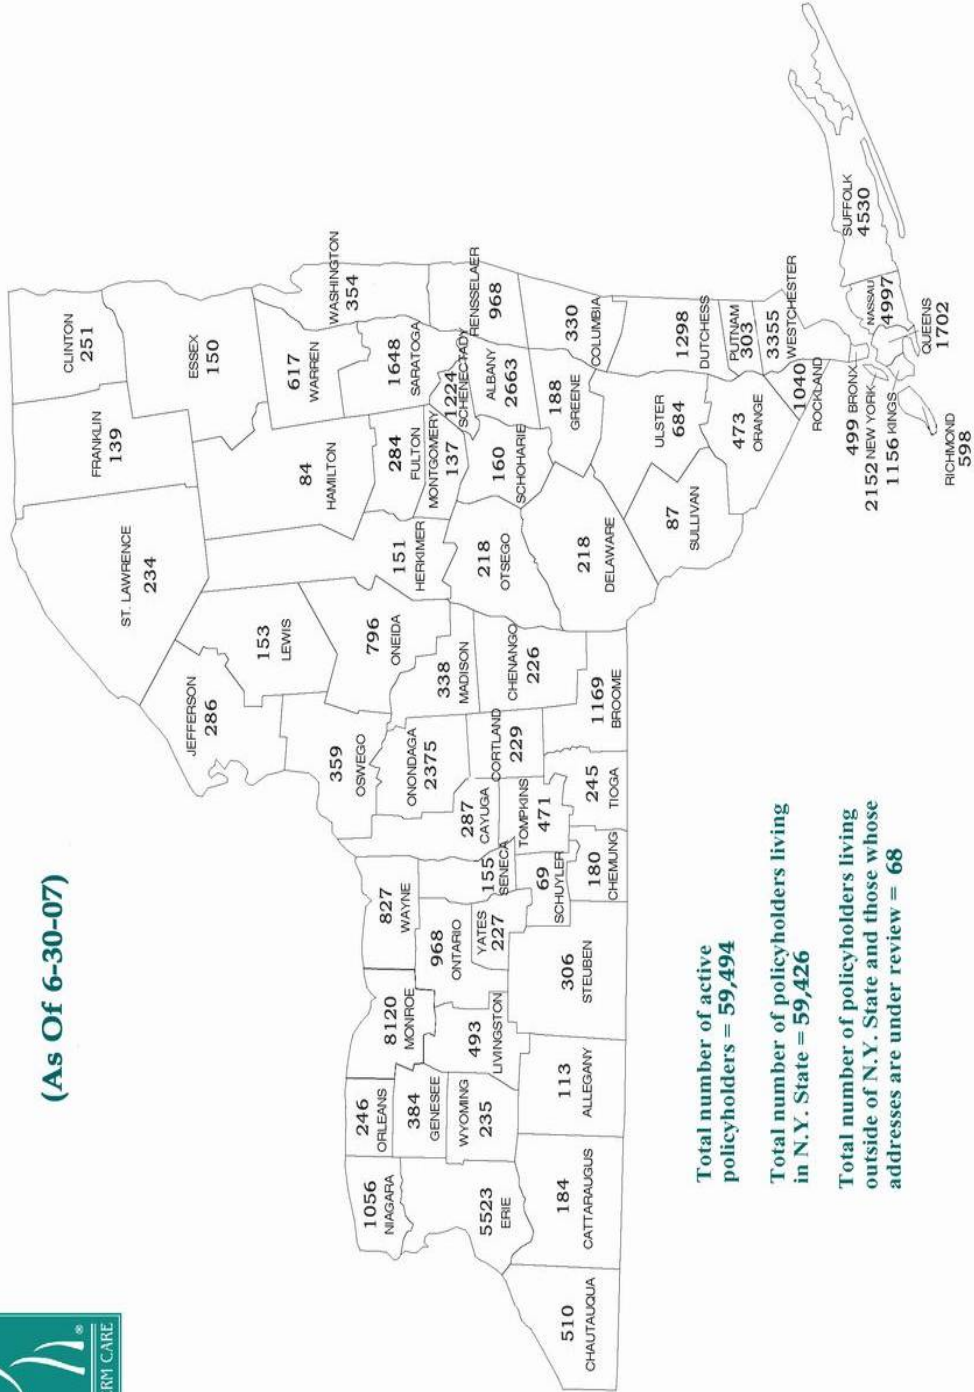 (As Of 6-30-07)
RM CARE
®
CLINTON
251
FRANKLIN
139
ST. LAWRENCE
234
ESSEX
150
JEFFERSON
286
153
LEWIS
84
HAMILTON
617
WARREN
WASHINGTON
354
359
OSWEGO
796
ONEIDA
151
HERKIMER
284
FULTON
1648
SARATOGA
MONTGOMERY
137
1224
SCHENECTADY
RENSSELAER
968
1056
NIAGARA
246
ORLEANS
8120
MONROE
827
WAYNE
384
GENESEE
968
ONTARIO
ONONDAGA
2375
338
MADISON
287
CAYUGA
155
SENECA
YATES
227
5523
ERIE
WYOMING
235
493
LIVINGSTON
CORTLAND
229
CHENANGO
226
218
OTSEGO
160
SCHOHARIE
ALBANY
2663
TOMPKINS
471
69
SCHUYLER
188
GREENE
330
COLUMBIA
510
CHAUTAUQUA
184
CATTARAUGUS
113
ALLEGANY
306
STEUBEN
180
CHEMUNG
245
TIOGA
1169
BROOME
218
DELAWARE
ULSTER
684
1298
DUTCHESS
87
SULLIVAN
473
ORANGE
PUTNAM
303
3355
WESTCHESTER
1040
ROCKLAND
499 BRONX
2152 NEW YORK
1156 KINGS
RICHMOND
598
QUEENS
1702
NASSAU
4997
SUFFOLK
4530
Total number of active
policyholders = 59,494
Total number of policyholders living
in N.Y. State = 59,426
Total number of policyholders living
outside of N.Y. State and those whose
addresses are under review = 68